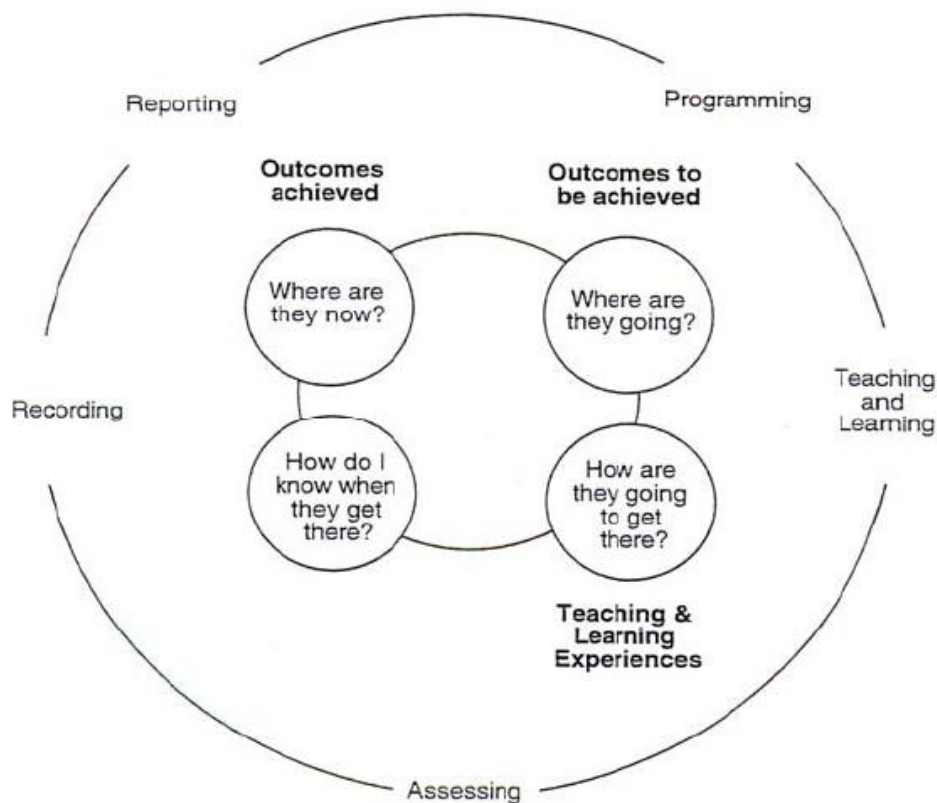 Reporting
Programming
Outcomes
achieved
Outcomes to
be achieved
Where are
they now?
Where are
they going?
Recording
Teaching
and
Learning
How do I
know when
they get
there?
How are
they going
to get
there?
Teaching &
Learning
Experiences
Assessing